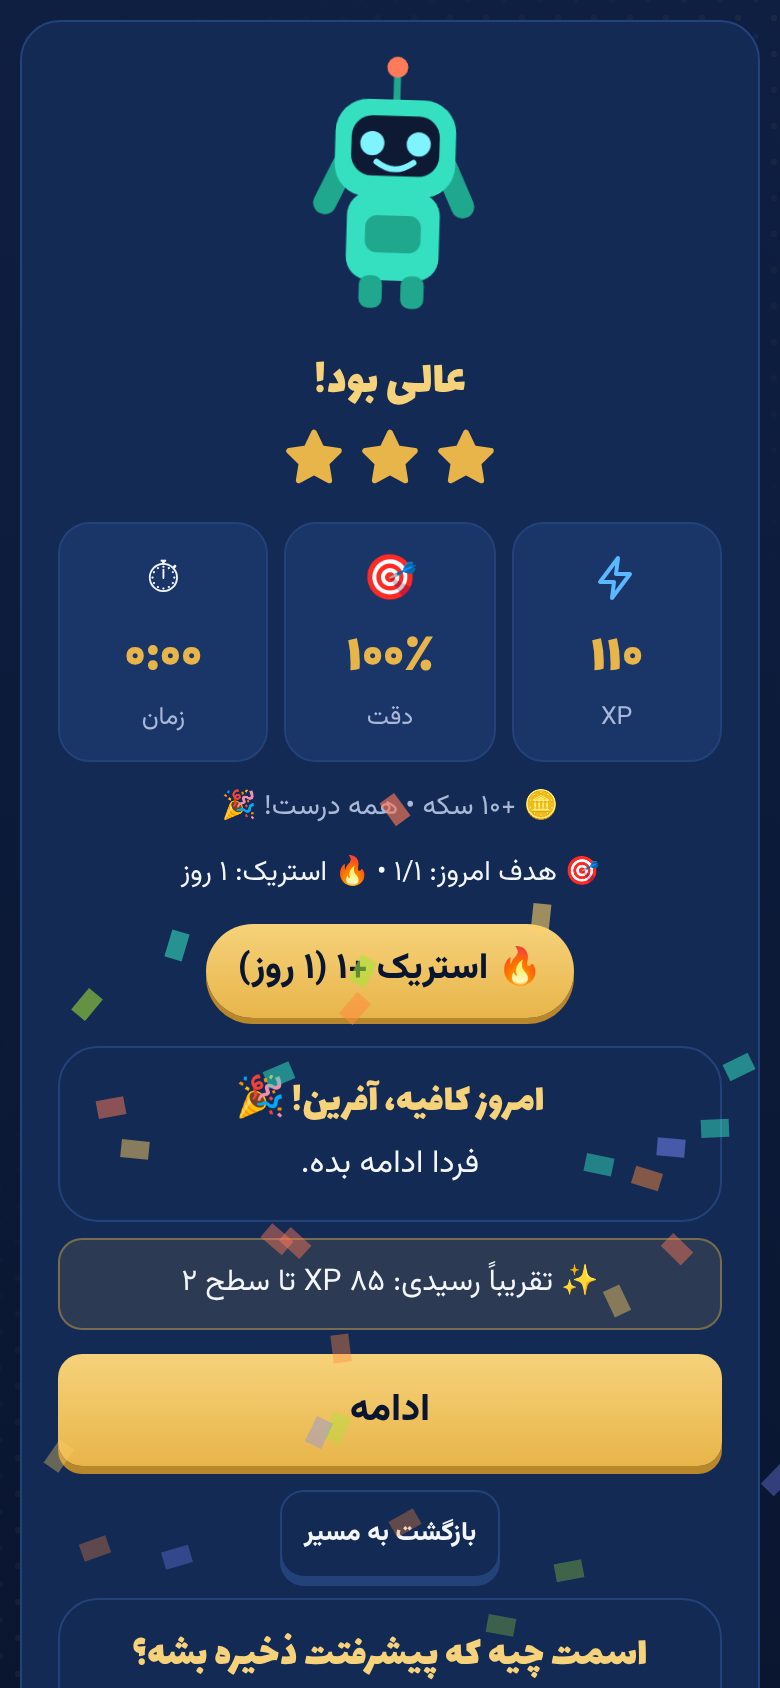 عالی بود!
۱۱۰
XP
۱۰۰٪
دقت
۰:۰۰
زمان
🪙 +۱۰ سکه • همه درست! 🎉
🎯 هدف امروز: ۱/۱ • 🔥 استریک: ۱ روز
🔥 استریک +۱ (۱ روز)
امروز کافیه، آفرین! 🎉
فردا ادامه بده.
✨ تقریباً رسیدی: ۸۵ XP تا سطح ۲
ادامه
بازگشت به مسیر
اسمت چیه که پیشرفتت ذخیره بشه؟